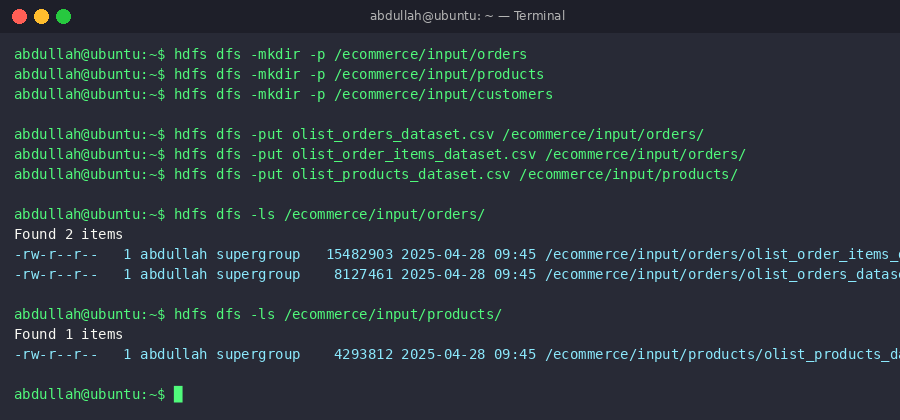 abdullah@ubuntu: ~ — Terminal
abdullah@ubuntu:~$ hdfs dfs -mkdir -p /ecommerce/input/orders
abdullah@ubuntu:~$ hdfs dfs -mkdir -p /ecommerce/input/products
abdullah@ubuntu:~$ hdfs dfs -mkdir -p /ecommerce/input/customers
abdullah@ubuntu:~$ hdfs dfs -put olist_orders_dataset.csv /ecommerce/input/orders/
abdullah@ubuntu:~$ hdfs dfs -put olist_order_items_dataset.csv /ecommerce/input/orders/
abdullah@ubuntu:~$ hdfs dfs -put olist_products_dataset.csv /ecommerce/input/products/
abdullah@ubuntu:~$ hdfs dfs -ls /ecommerce/input/orders/
Found 2 items
-rw-r--r--   1 abdullah supergroup   15482903 2025-04-28 09:45 /ecommerce/input/orders/olist_order_items_
-rw-r--r--   1 abdullah supergroup    8127461 2025-04-28 09:45 /ecommerce/input/orders/olist_orders_datas
abdullah@ubuntu:~$ hdfs dfs -ls /ecommerce/input/products/
Found 1 items
-rw-r--r--   1 abdullah supergroup    4293812 2025-04-28 09:45 /ecommerce/input/products/olist_products_d
abdullah@ubuntu:~$